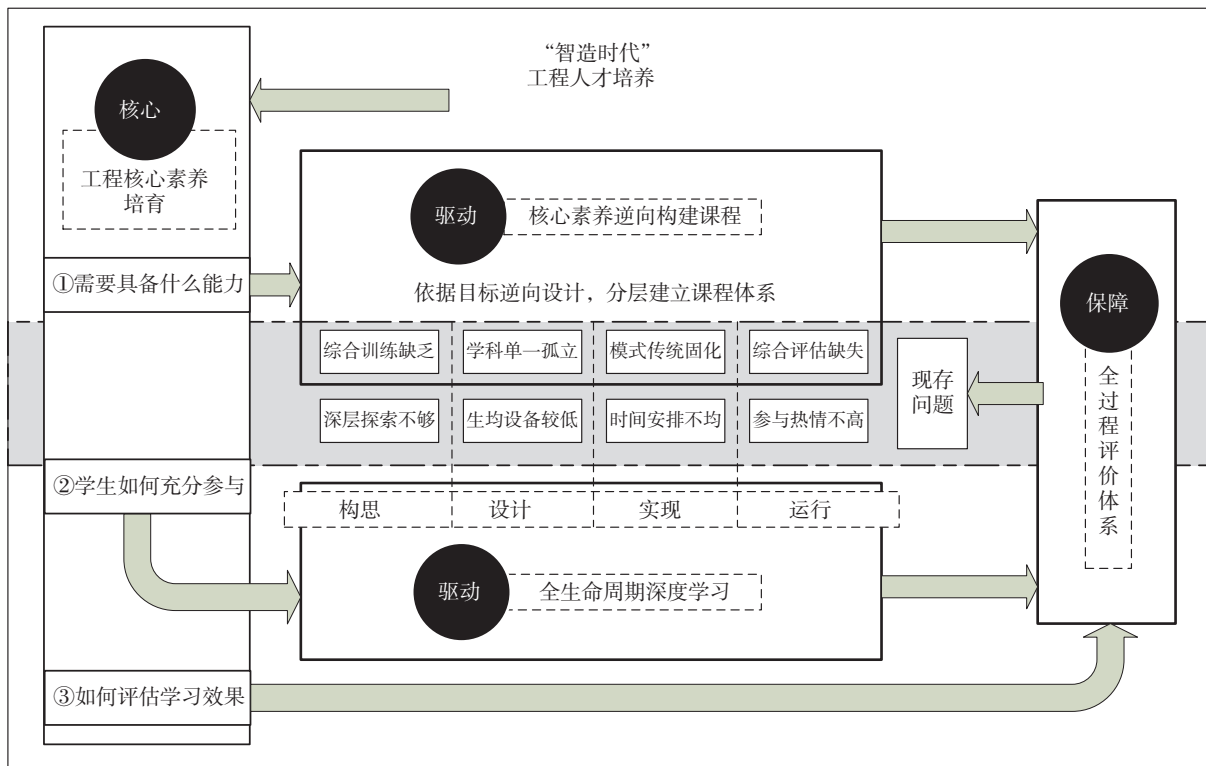 “智造时代”
工程人才培养
核心
工程核心素养
培育
驱动
核心素养逆向构建课程
①需要具备什么能力
依据目标逆向设计，分层建立课程体系
保障
全过程评价体系
综合训练缺乏
学科单一孤立
模式传统固化
综合评估缺失
现存
问题
深层探索不够
生均设备较低
时间安排不均
参与热情不高
②学生如何充分参与
构思
设计
实现
运行
驱动
全生命周期深度学习
③如何评估学习效果